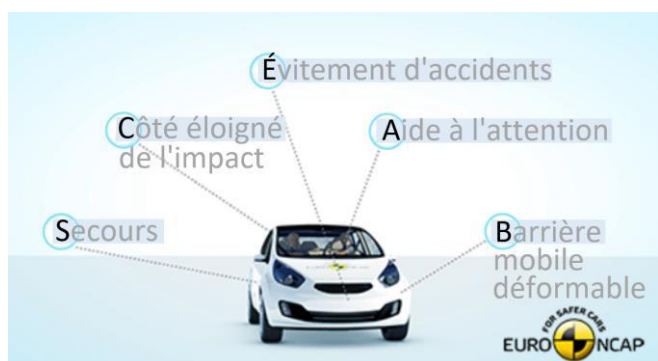 Évitement d'accidents
Côté éloigné
de l'impact
Aide à l'attention
Secours
Barrière
mobile
déformable
FOR SAFER CARS
EURO NCAP